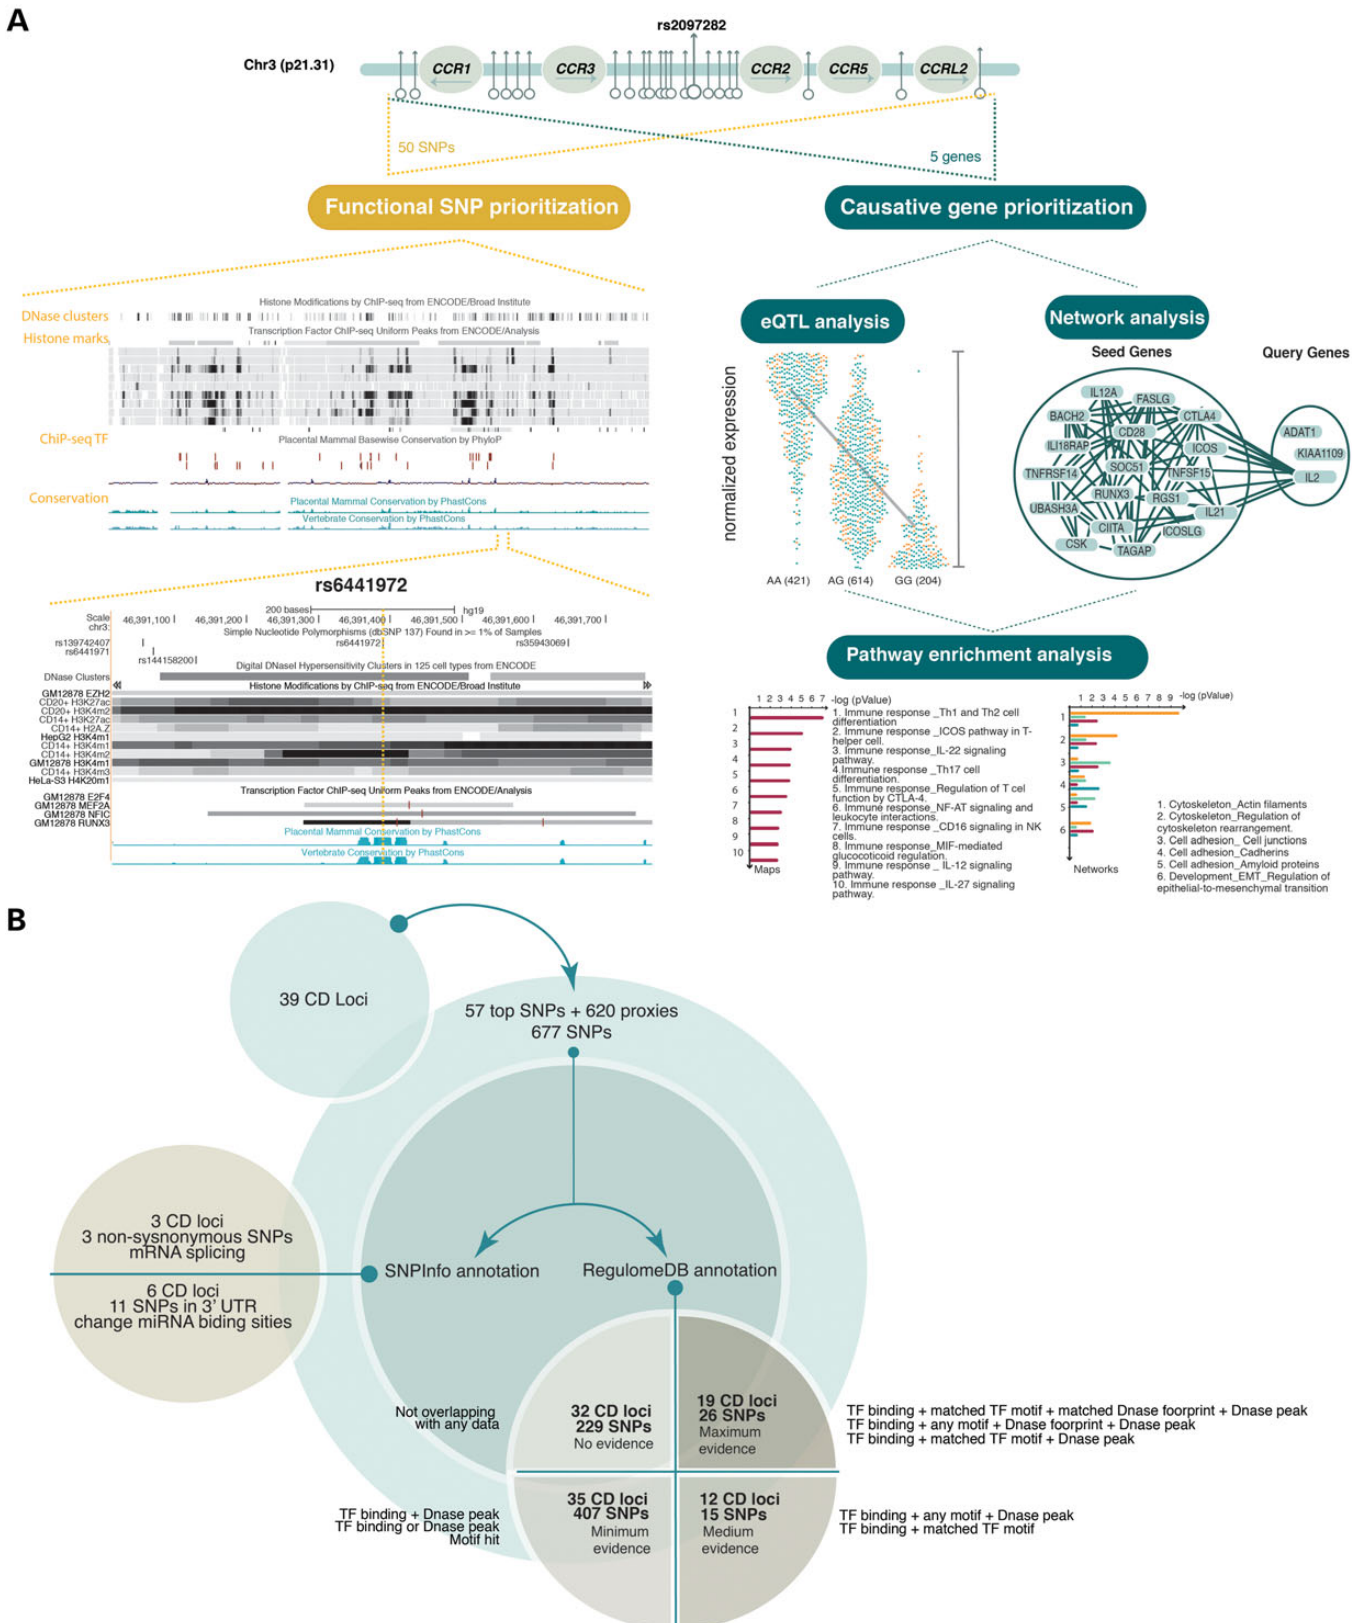 A
rs2097282
Chr3 (p21.31)
CCR1
CCR3
CCR2
CCR5
CCRL2
50 SNPs
5 genes
Functional SNP prioritization
Causative gene prioritization
Histone Modifications by ChIP-seq from ENCODE/Broad Institute
DNase clusters
Transcription Factor ChIP-seq Uniform Peaks from ENCODE/Analysis
Histone marks
ChIP-seq TF
Placental Mammal Basewise Conservation by PhyloP
Conservation
Placental Mammal Conservation by PhastCons
Vertebrate Conservation by PhastCons
rs6441972
200 bases
hg19
Scale
chr3:
46,391,100
46,391,200
46,391,300
46,391,400
46,391,500
46,391,600
46,391,700
Simple Nucleotide Polymorphisms (dbSNP 137) Found in >= 1% of Samples
rs139742407
rs6441972
rs35943069
rs6441971
rs144158200
Digital DNaseI Hypersensitivity Clusters in 125 cell types from ENCODE
DNase Clusters
Histone Modifications by ChIP-seq from ENCODE/Broad Institute
GM12878 EZH2
CD20+ H3K27ac
CD20+ H3K4m2
CD14+ H3K27ac
CD14+ H2A.Z
HepG2 H3K4m1
CD14+ H3K4m1
CD14+ H3K4m2
GM12878 H3K4m1
CD14+ H3K4m3
HeLa-S3 H4K20m1
Transcription Factor ChIP-seq Uniform Peaks from ENCODE/Analysis
GM12878 E2F4
GM12878 MEF2A
GM12878 NFIC
GM12878 RUNX3
Placental Mammal Conservation by PhastCons
Vertebrate Conservation by PhastCons
eQTL analysis
normalized expression
AA (421)
AG (614)
GG (204)
Network analysis
Seed Genes
Query Genes
IL12A
FASLG
BACH2
CTLA4
CD28
IL18RAP
ICOS
SOC51
TNFRSF14
TNFSF15
RUNX3
RGS1
UBASH3A
IL21
CIITA
ICOSLG
CSK
TAGAP
ADAT1
KIAA1109
IL2
Pathway enrichment analysis
1 2 3 4 5 6 7
-log (pValue)
1
2
3
4
5
6
7
8
9
10
Maps
1. Immune response _Th1 and Th2 cell
differentiation
2. Immune response _ICOS pathway in T-
helper cell.
3. Immune response _IL-22 signaling
pathway.
4.Immune response _Th17 cell
differentiation.
5. Immune response_Regulation of T cell
function by CTLA-4.
6. Immune response_NF-AT signaling and
leukocyte interactions.
7. Immune response _CD16 signaling in NK
cells.
8. Immune response_MIF-mediated
glucocoticoid regulation.
9. Immune response _ IL-12 signaling
pathway.
10. Immune response _IL-27 signaling
pathway.
-log (pValue)
1 2 3 4 5 6 7 8 9
1
2
3
4
5
6
Networks
1. Cytoskeleton_Actin filaments
2. Cytoskeleton_Regulation of
cytoskeleton rearrangement.
3. Cell adhesion_ Cell junctions
4. Cell adhesion_Cadherins
5. Cell adhesion_Amyloid proteins
6. Development_EMT_Regulation of
epithelial-to-mesenchymal transition
B
39 CD Loci
57 top SNPs + 620 proxies
677 SNPs
3 CD loci
3 non-sysnonymous SNPs
mRNA splicing
6 CD loci
11 SNPs in 3' UTR
change miRNA biding sities
SNPInfo annotation
RegulomeDB annotation
Not overlapping
with any data
32 CD loci
229 SNPs
No evidence
19 CD loci
26 SNPs
Maximum
evidence
TF binding + matched TF motif + matched Dnase foorprint + Dnase peak
TF binding + any motif + Dnase foorprint + Dnase peak
TF binding + matched TF motif + Dnase peak
TF binding + Dnase peak
TF binding or Dnase peak
Motif hit
35 CD loci
407 SNPs
Minimum
evidence
12 CD loci
15 SNPs
Medium
evidence
TF binding + any motif + Dnase peak
TF binding + matched TF motif